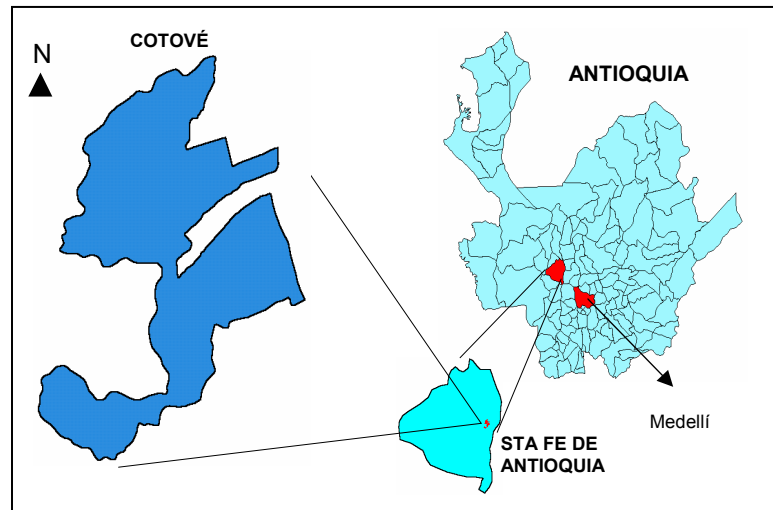 COTOVÉ
N
ANTIOQUIA
Medellí
STA FE DE
ANTIOQUIA